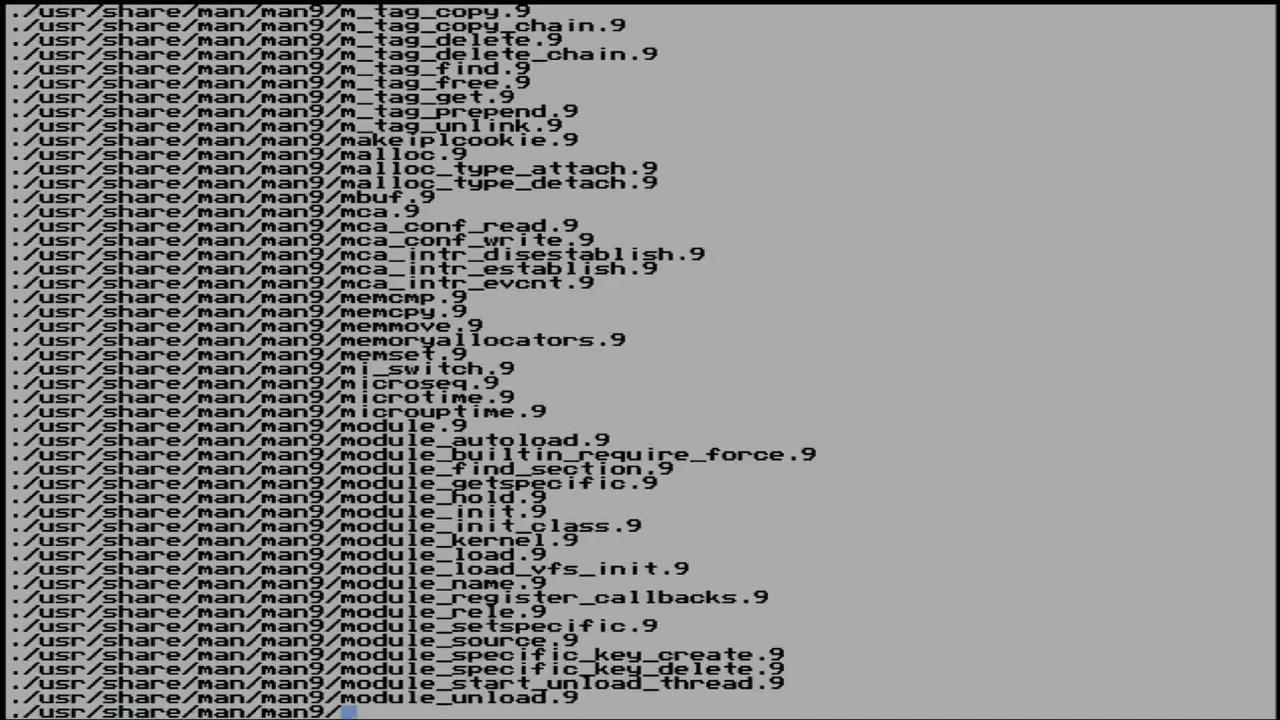 ./usr/share/man/man9/m_tag_copy.9
./usr/share/man/man9/m_tag_copy_chain.9
./usr/share/man/man9/m_tag_delete.9
./usr/share/man/man9/m_tag_delete_chain.9
./usr/share/man/man9/m_tag_find.9
./usr/share/man/man9/m_tag_free.9
./usr/share/man/man9/m_tag_get.9
./usr/share/man/man9/m_tag_prepend.9
./usr/share/man/man9/m_tag_unlink.9
./usr/share/man/man9/makeiplcookie.9
./usr/share/man/man9/malloc.9
./usr/share/man/man9/malloc_type_attach.9
./usr/share/man/man9/malloc_type_detach.9
./usr/share/man/man9/mbuf.9
./usr/share/man/man9/mca.9
./usr/share/man/man9/mca_conf_read.9
./usr/share/man/man9/mca_conf_write.9
./usr/share/man/man9/mca_intr_disestablish.9
./usr/share/man/man9/mca_intr_establish.9
./usr/share/man/man9/mca_intr_evcnt.9
./usr/share/man/man9/memcmp.9
./usr/share/man/man9/memcpy.9
./usr/share/man/man9/memmove.9
./usr/share/man/man9/memoryallocators.9
./usr/share/man/man9/memset.9
./usr/share/man/man9/mi_switch.9
./usr/share/man/man9/microseq.9
./usr/share/man/man9/microtime.9
./usr/share/man/man9/microuptime.9
./usr/share/man/man9/module.9
./usr/share/man/man9/module_autoload.9
./usr/share/man/man9/module_builtin_require_force.9
./usr/share/man/man9/module_find_section.9
./usr/share/man/man9/module_getspecific.9
./usr/share/man/man9/module_hold.9
./usr/share/man/man9/module_init.9
./usr/share/man/man9/module_init_class.9
./usr/share/man/man9/module_kernel.9
./usr/share/man/man9/module_load.9
./usr/share/man/man9/module_load_vfs_init.9
./usr/share/man/man9/module_name.9
./usr/share/man/man9/module_register_callbacks.9
./usr/share/man/man9/module_rele.9
./usr/share/man/man9/module_setspecific.9
./usr/share/man/man9/module_source.9
./usr/share/man/man9/module_specific_key_create.9
./usr/share/man/man9/module_specific_key_delete.9
./usr/share/man/man9/module_start_unload_thread.9
./usr/share/man/man9/module_unload.9
./usr/share/man/man9/